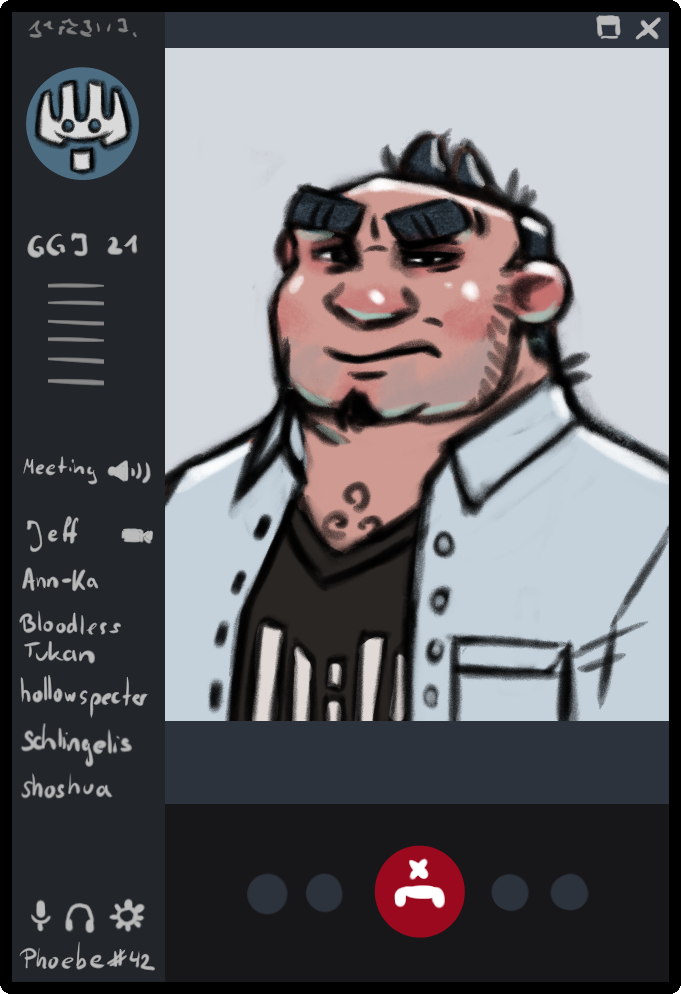 GGJ 21
Meeting
Jeff
Ann-Ka
Bloodless
Tukan
hollowspecter
Schlingelis
shoshua
Phoebe#42